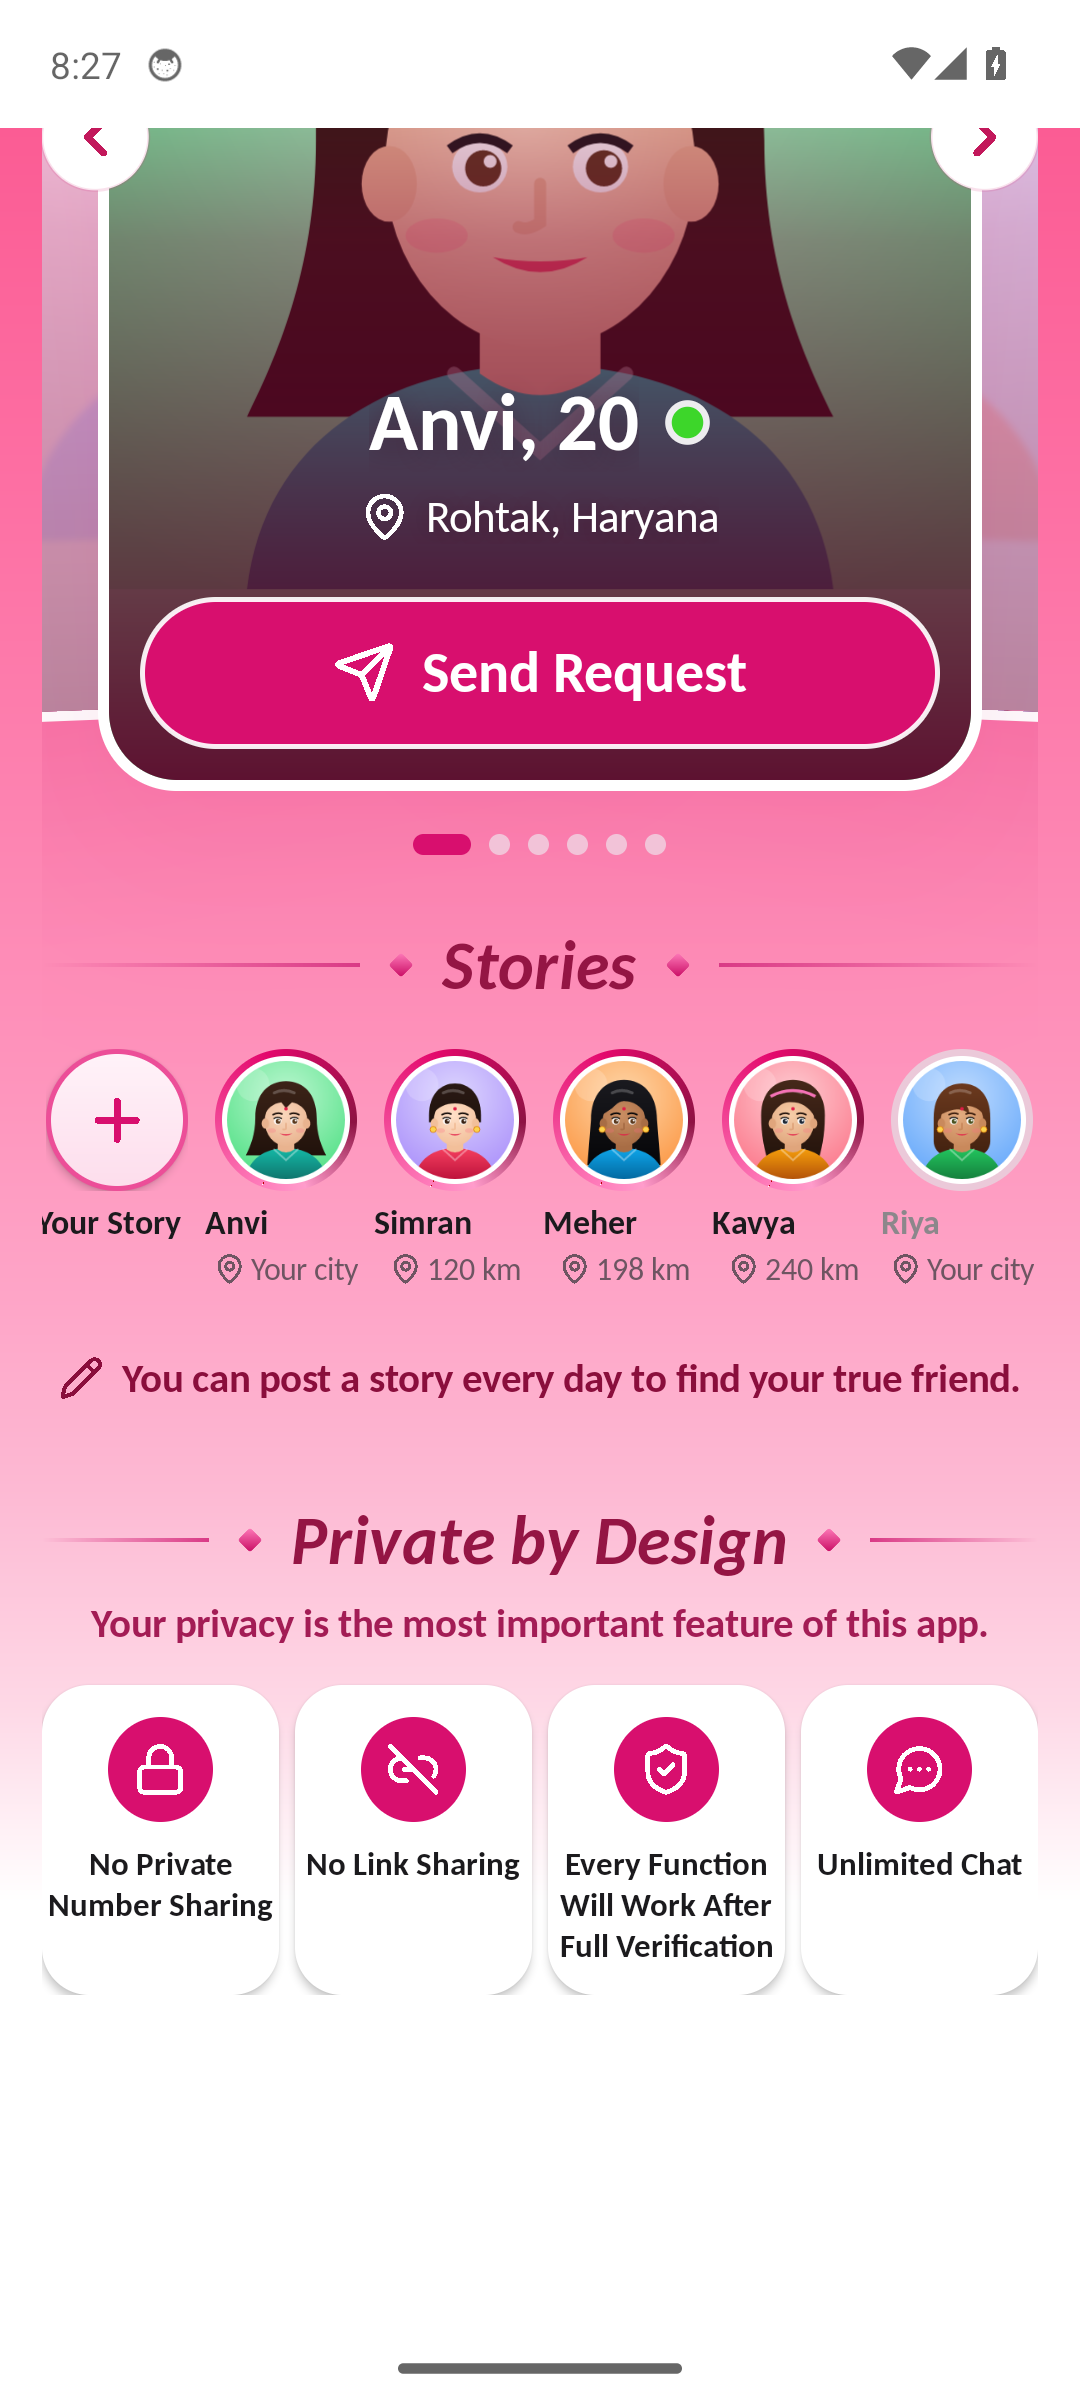 8:27
Anvi, 20
Rohtak, Haryana
Send Request
Stories
Your Story
Anvi
Simran
Meher
Kavya
Riya
Your city
120 km
198 km
240 km
Your city
You can post a story every day to find your true friend.
Private by Design
Your privacy is the most important feature of this app.
No Private
Number Sharing
No Link Sharing
Every Function
Will Work After
Full Verification
Unlimited Chat